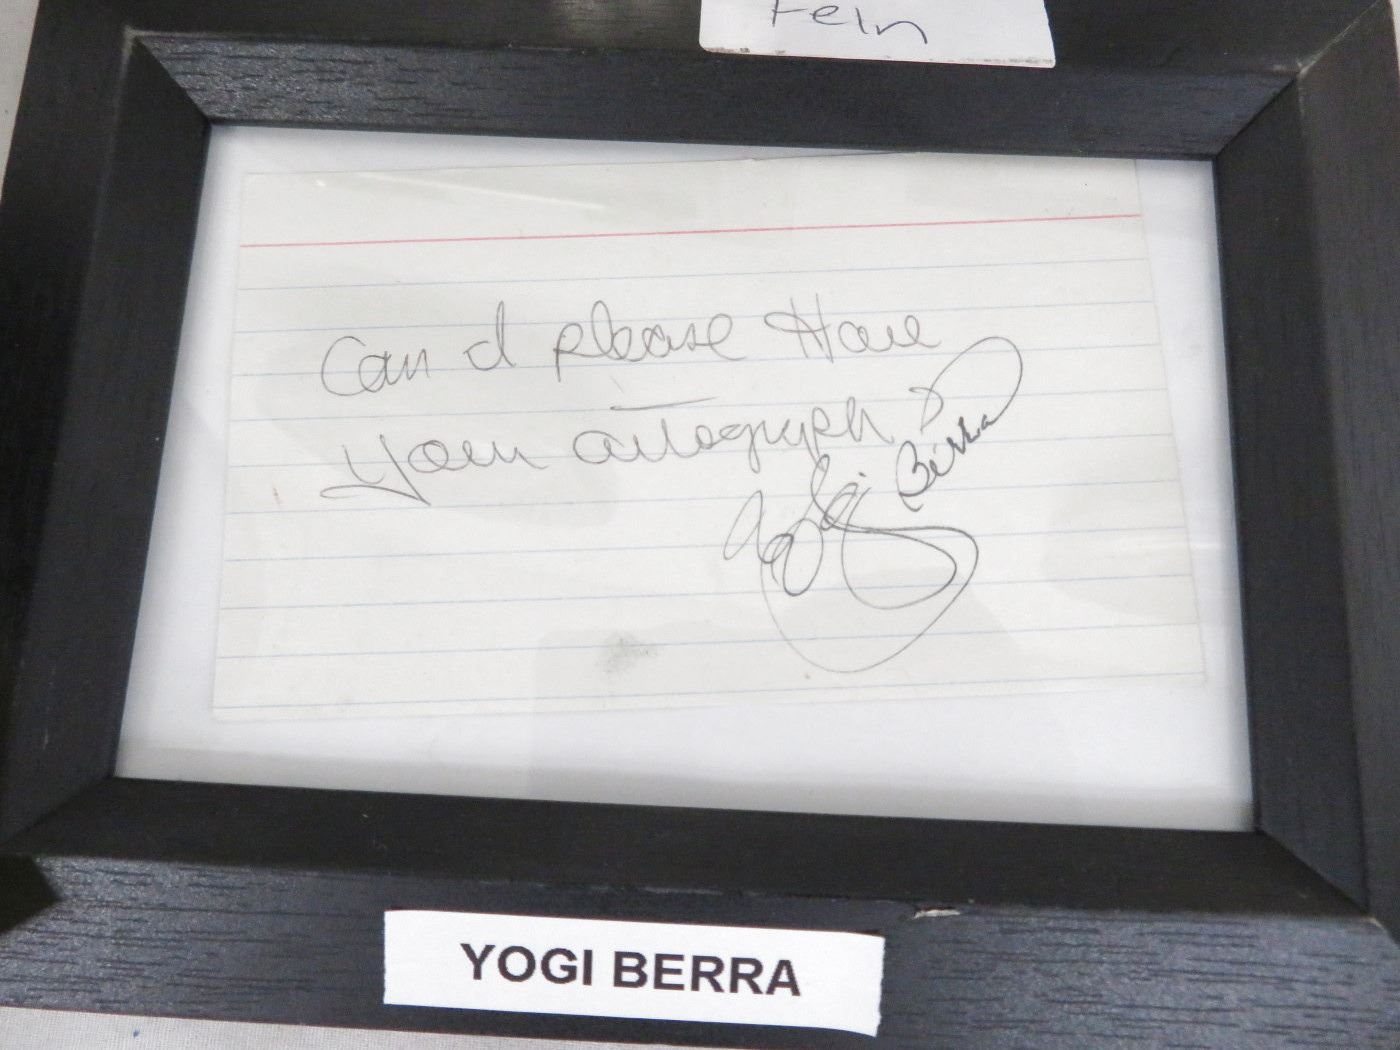 Fein
Can I please Have
your autograph?
Yogi Berra
YOGI BERRA